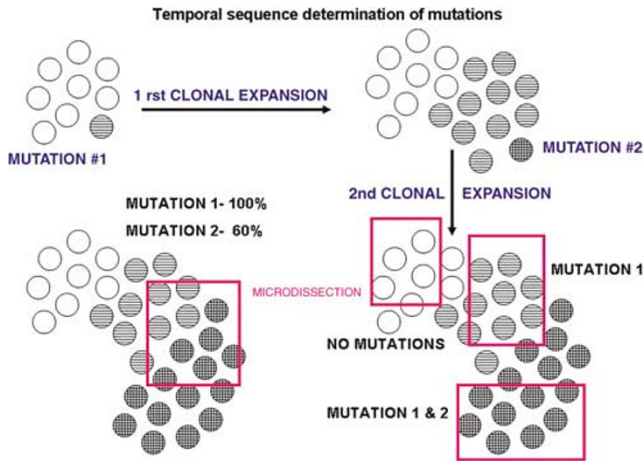 Temporal sequence determination of mutations
1 rst CLONAL EXPANSION
MUTATION #1
MUTATION #2
2nd CLONAL EXPANSION
MUTATION 1- 100%
MUTATION 2- 60%
MICRODISSECTION
MUTATION 1
NO MUTATIONS
MUTATION 1 & 2